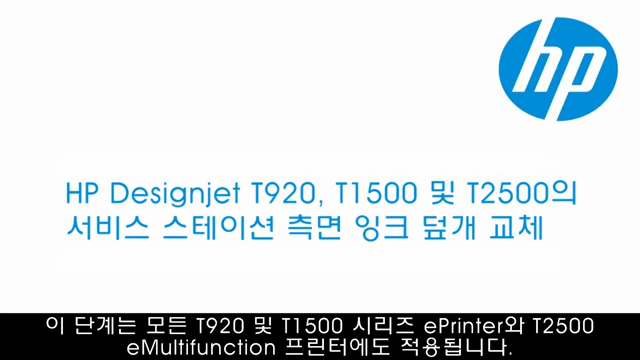 hp
HP Designjet T920, T1500 및 T2500의
서비스 스테이션 측면 잉크 덮개 교체
이 단계는 모든 T920 및 T1500 시리즈 ePrinter와 T2500
eMultifunction 프린터에도 적용됩니다.